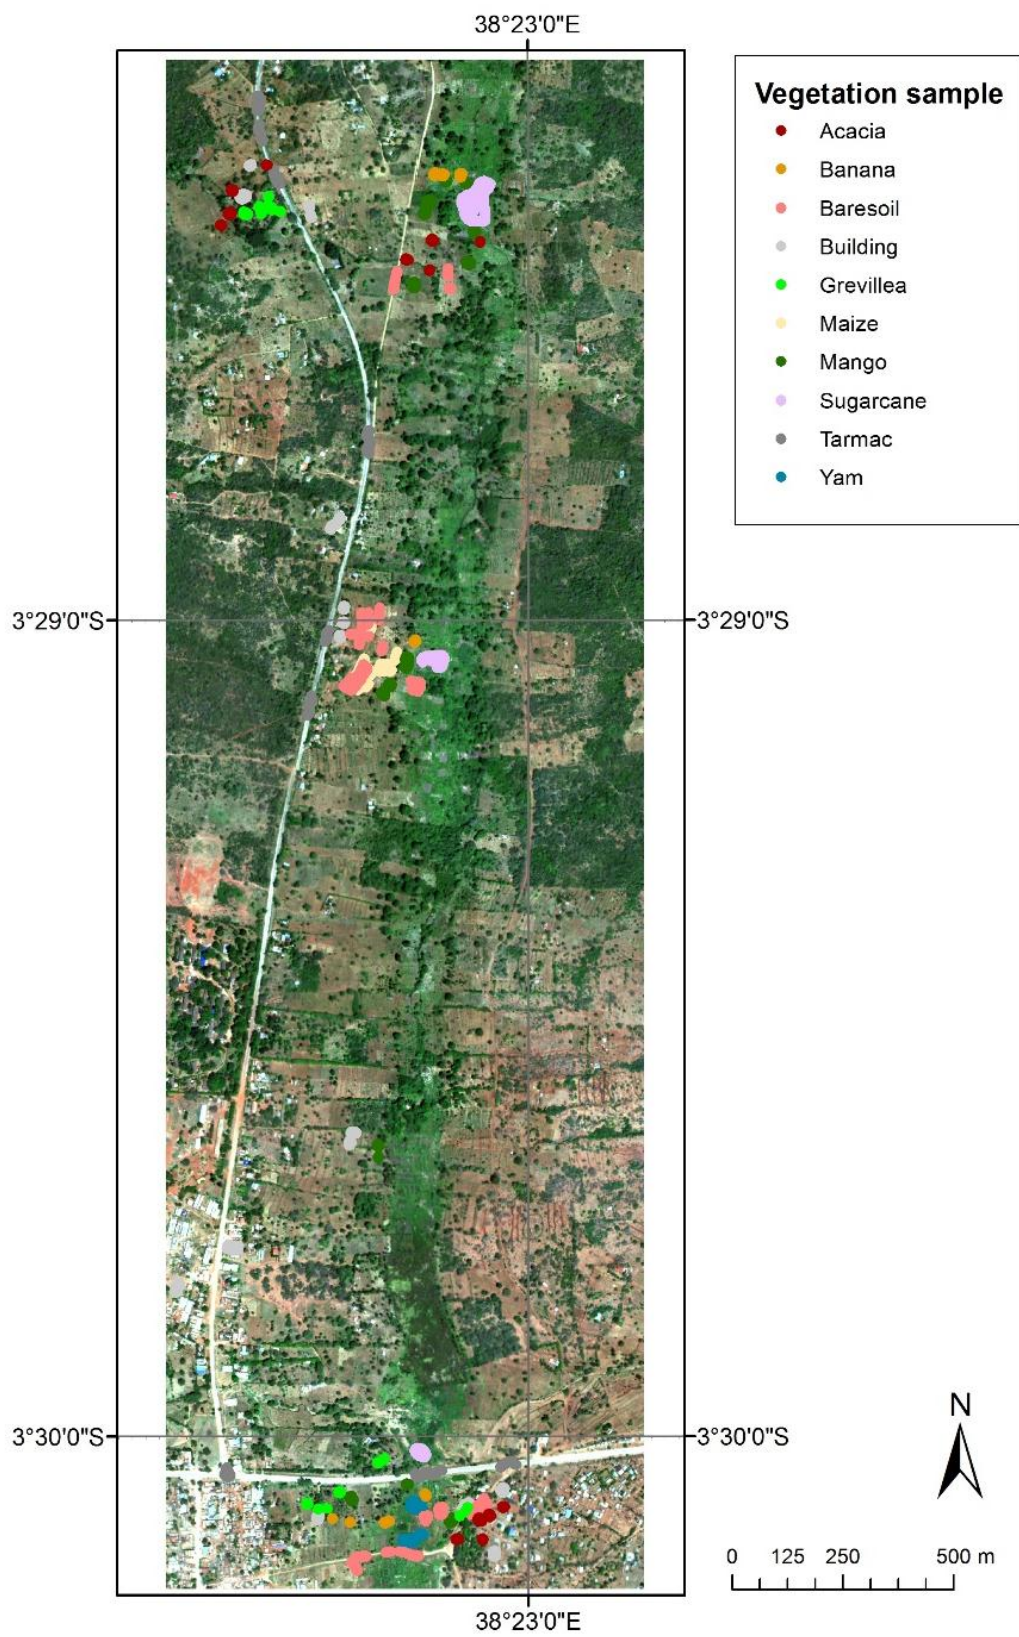 38°23'0"E
Vegetation sample
Acacia
Banana
Baresoil
Building
Grevillea
Maize
Mango
Sugarcane
Tarmac
Yam
3°29'0"S
3°29'0"S
3°30'0"S
3°30'0"S
N
0 125 250 500 m
38°23'0"E